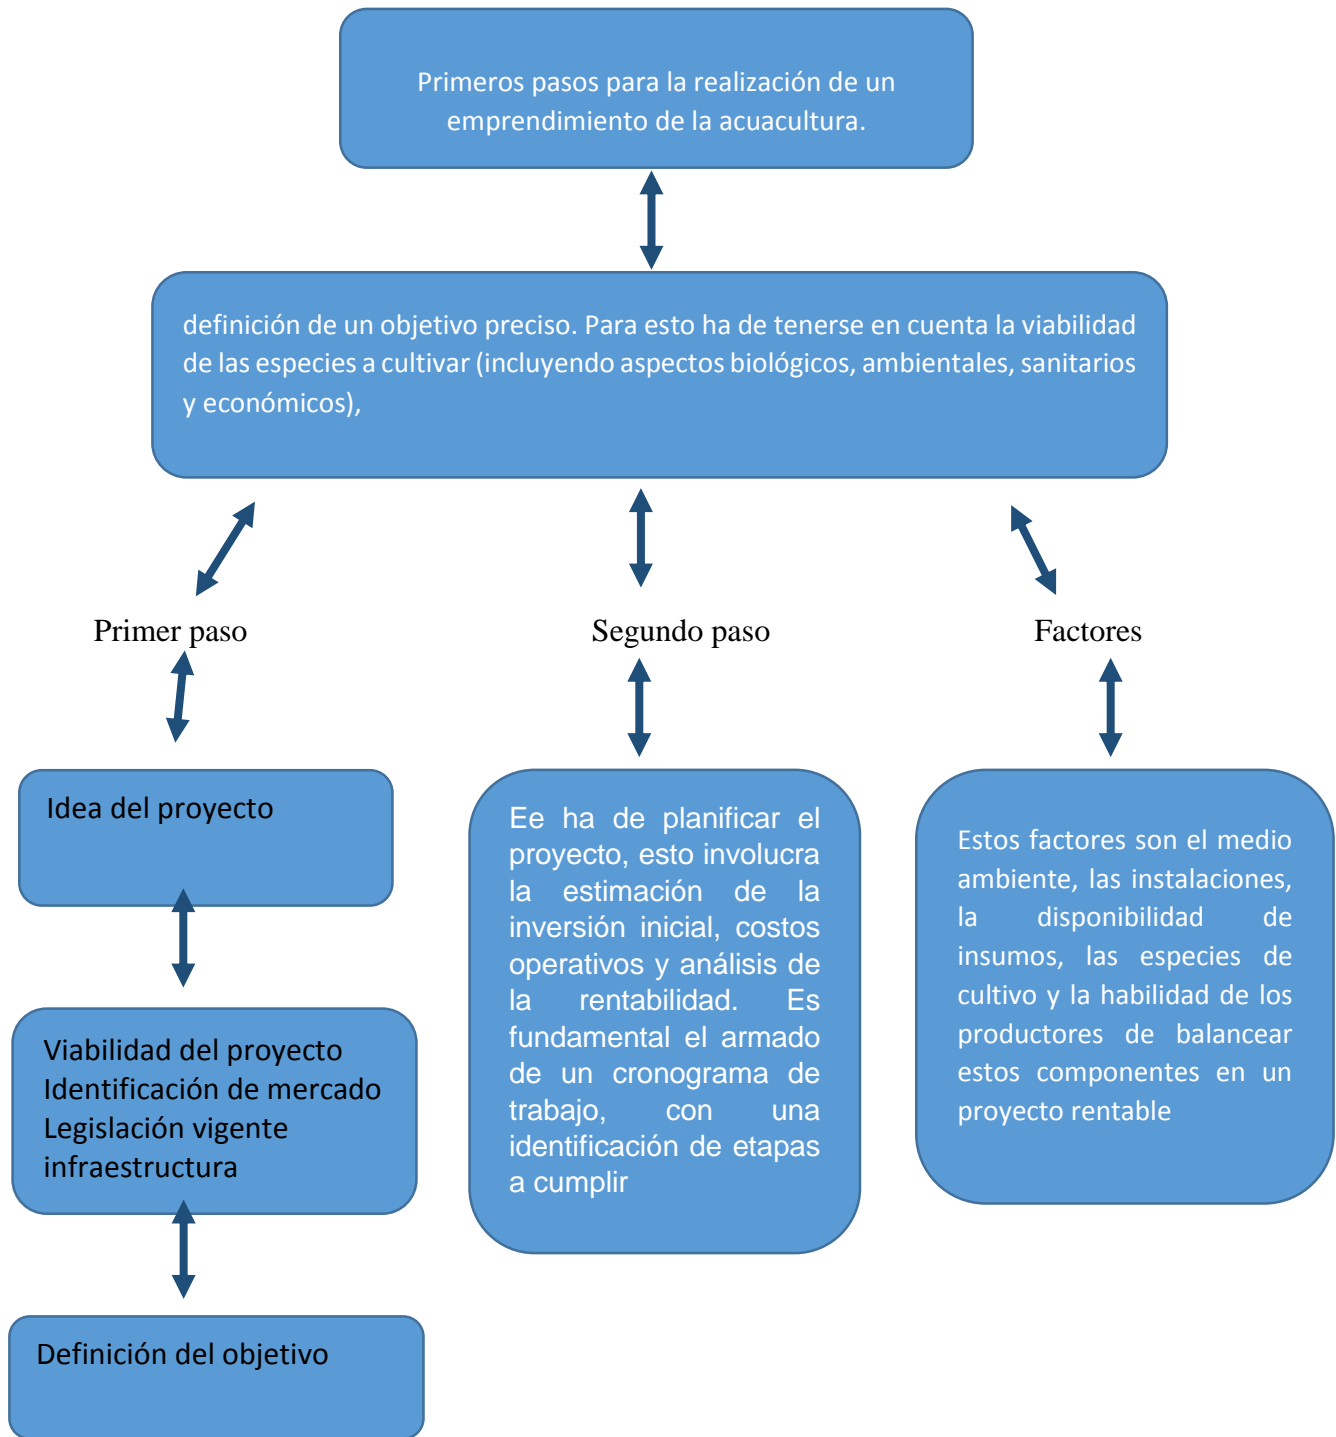 Primeros pasos para la realización de un
emprendimiento de la acuacultura.
definición de un objetivo preciso. Para esto ha de tenerse en cuenta la viabilidad
de las especies a cultivar (incluyendo aspectos biológicos, ambientales, sanitarios
y económicos),
Primer paso
Segundo paso
Factores
Idea del proyecto
Viabilidad del proyecto
Identificación de mercado
Legislación vigente
infraestructura
Definición del objetivo
Ee ha de planificar el
proyecto, esto involucra
la estimación de la
inversión inicial, costos
operativos y análisis de
la rentabilidad. Es
fundamental el armado
de un cronograma de
trabajo, con una
identificación de etapas
a cumplir
Estos factores son el medio
ambiente, las instalaciones,
la disponibilidad de
insumos, las especies de
cultivo y la habilidad de los
productores de balancear
estos componentes en un
proyecto rentable